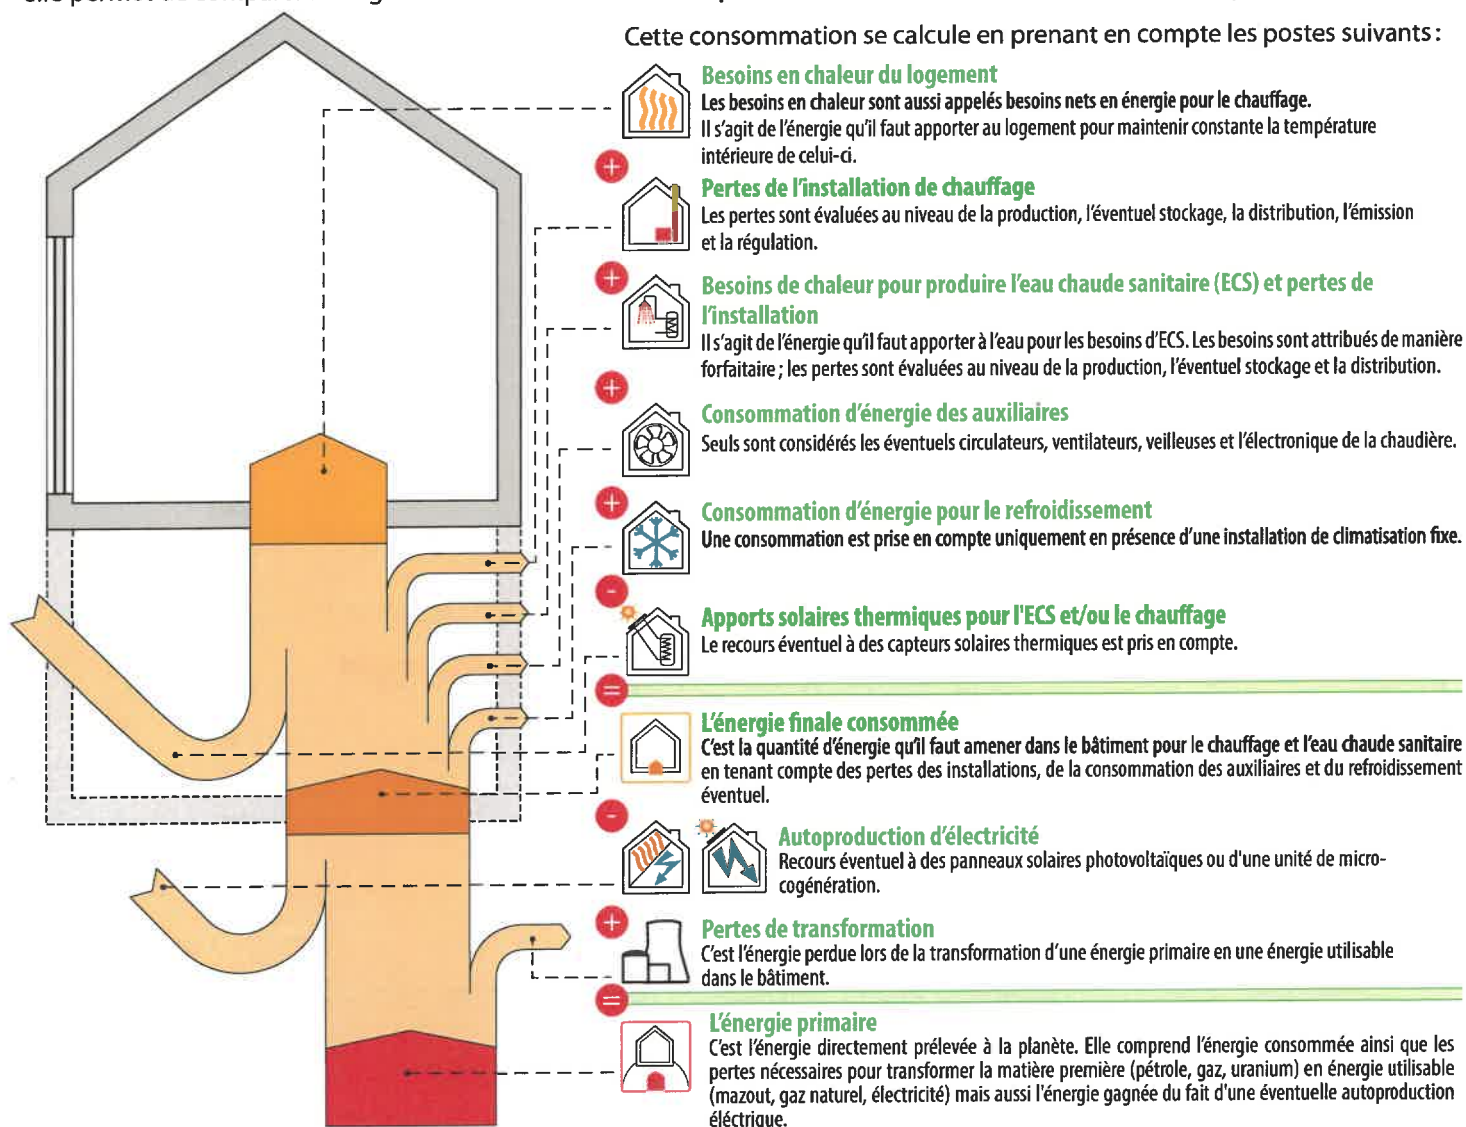 Cette consommation se calcule en prenant en compte les postes suivants :
Besoins en chaleur du logement
Les besoins en chaleur sont aussi appelés besoins nets en énergie pour le chauffage.
Il s'agit de l'énergie qu'il faut apporter au logement pour maintenir constante la température
intérieure de celui-ci.
+
Pertes de l'installation de chauffage
Les pertes sont évaluées au niveau de la production, l'éventuel stockage, la distribution, l'émission
et la régulation.
+
Besoins de chaleur pour produire l'eau chaude sanitaire (ECS) et pertes de
l'installation
Il s'agit de l'énergie qu'il faut apporter à l'eau pour les besoins d'ECS. Les besoins sont attribués de manière
forfaitaire ; les pertes sont évaluées au niveau de la production, l'éventuel stockage et la distribution.
+
Consommation d'énergie des auxiliaires
Seuls sont considérés les éventuels circulateurs, ventilateurs, veilleuses et l'électronique de la chaudière.
+
Consommation d'énergie pour le refroidissement
Une consommation est prise en compte uniquement en présence d'une installation de climatisation fixe.
-
Apports solaires thermiques pour l'ECS et/ou le chauffage
Le recours éventuel à des capteurs solaires thermiques est pris en compte.
=
L'énergie finale consommée
C'est la quantité d'énergie qu'il faut amener dans le bâtiment pour le chauffage et l'eau chaude sanitaire
en tenant compte des pertes des installations, de la consommation des auxiliaires et du refroidissement
éventuel.
-
Autoproduction d'électricité
Recours éventuel à des panneaux solaires photovoltaïques ou d'une unité de micro-
cogénération.
+
Pertes de transformation
C'est l'énergie perdue lors de la transformation d'une énergie primaire en une énergie utilisable
dans le bâtiment.
=
L'énergie primaire
C'est l'énergie directement prélevée à la planète. Elle comprend l'énergie consommée ainsi que les
pertes nécessaires pour transformer la matière première (pétrole, gaz, uranium) en énergie utilisable
(mazout, gaz naturel, électricité) mais aussi l'énergie gagnée du fait d'une éventuelle autoproduction
éléctrique.